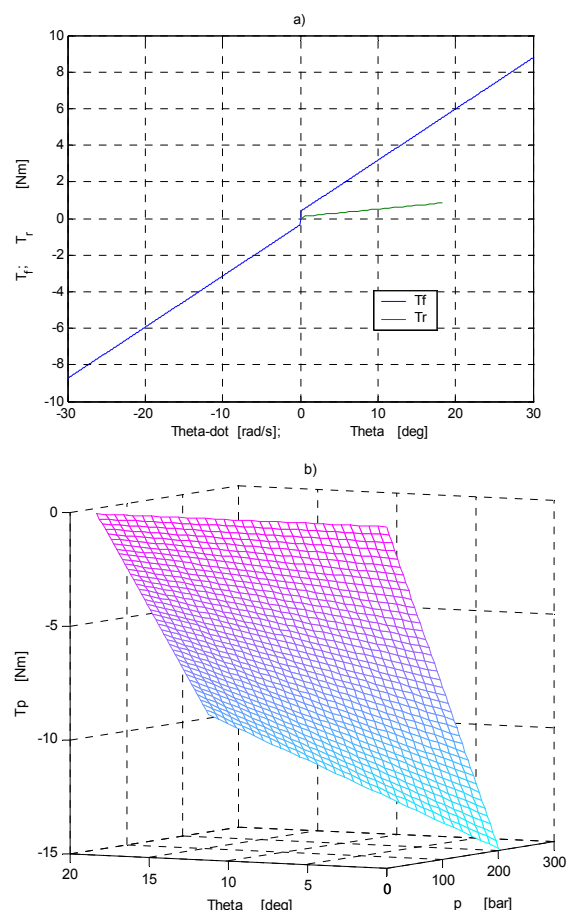 a)
10
8
6
4
2
0
-2
-4
-6
-8
-10
T_f; T_r [Nm]
-30 -20 -10 0 10 20 30
Theta-dot [rad/s]; Theta [deg]
Tf
Tr
b)
0
-5
-10
-15
Tp [Nm]
20 15 10 5 0
0 100 200 300
Theta [deg]
p [bar]